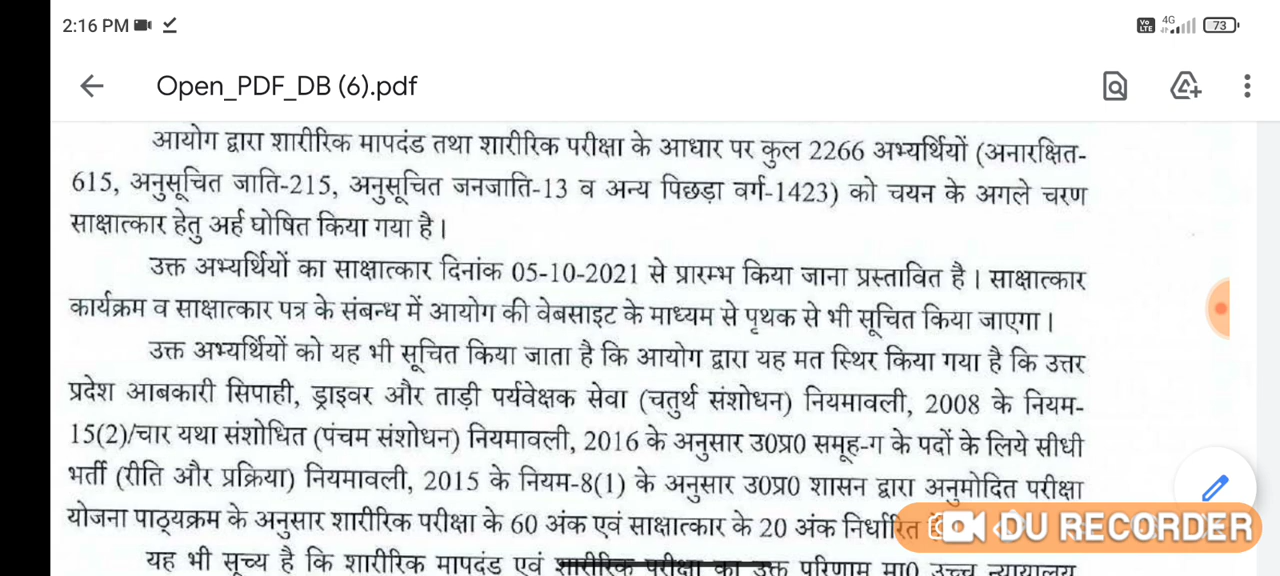 2:16 PM
Vo LTE 4G 73
Open_PDF_DB (6).pdf
आयोग द्वारा शारीरिक मापदंड तथा शारीरिक परीक्षा के आधार पर कुल 2266 अभ्यर्थियों (अनारक्षित-
615, अनुसूचित जाति-215, अनुसूचित जनजाति-13 व अन्य पिछड़ा वर्ग-1423) को चयन के अगले चरण
साक्षात्कार हेतु अर्ह घोषित किया गया है।
उक्त अभ्यर्थियों का साक्षात्कार दिनांक 05-10-2021 से प्रारम्भ किया जाना प्रस्तावित है। साक्षात्कार
कार्यक्रम व साक्षात्कार पत्र के संबन्ध में आयोग की वेबसाइट के माध्यम से पृथक से भी सूचित किया जाएगा।
उक्त अभ्यर्थियों को यह भी सूचित किया जाता है कि आयोग द्वारा यह मत स्थिर किया गया है कि उत्तर
प्रदेश आबकारी सिपाही, ड्राइवर और ताड़ी पर्यवेक्षक सेवा (चतुर्थ संशोधन) नियमावली, 2008 के नियम-
15(2)/चार यथा संशोधित (पंचम संशोधन) नियमावली, 2016 के अनुसार उ0प्र0 समूह-ग के पदों के लिये सीधी
भर्ती (रीति और प्रक्रिया) नियमावली, 2015 के नियम-8(1) के अनुसार उ0प्र0 शासन द्वारा अनुमोदित परीक्षा
योजना पाठ्यक्रम के अनुसार शारीरिक परीक्षा के 60 अंक एवं साक्षात्कार के 20 अंक निर्धारित
DU RECORDER
यह भी सूच्य है कि शारीरिक मापदंड एवं शारीरिक परीक्षा का उक्त परिणाम मा0 उच्च न्यायालय